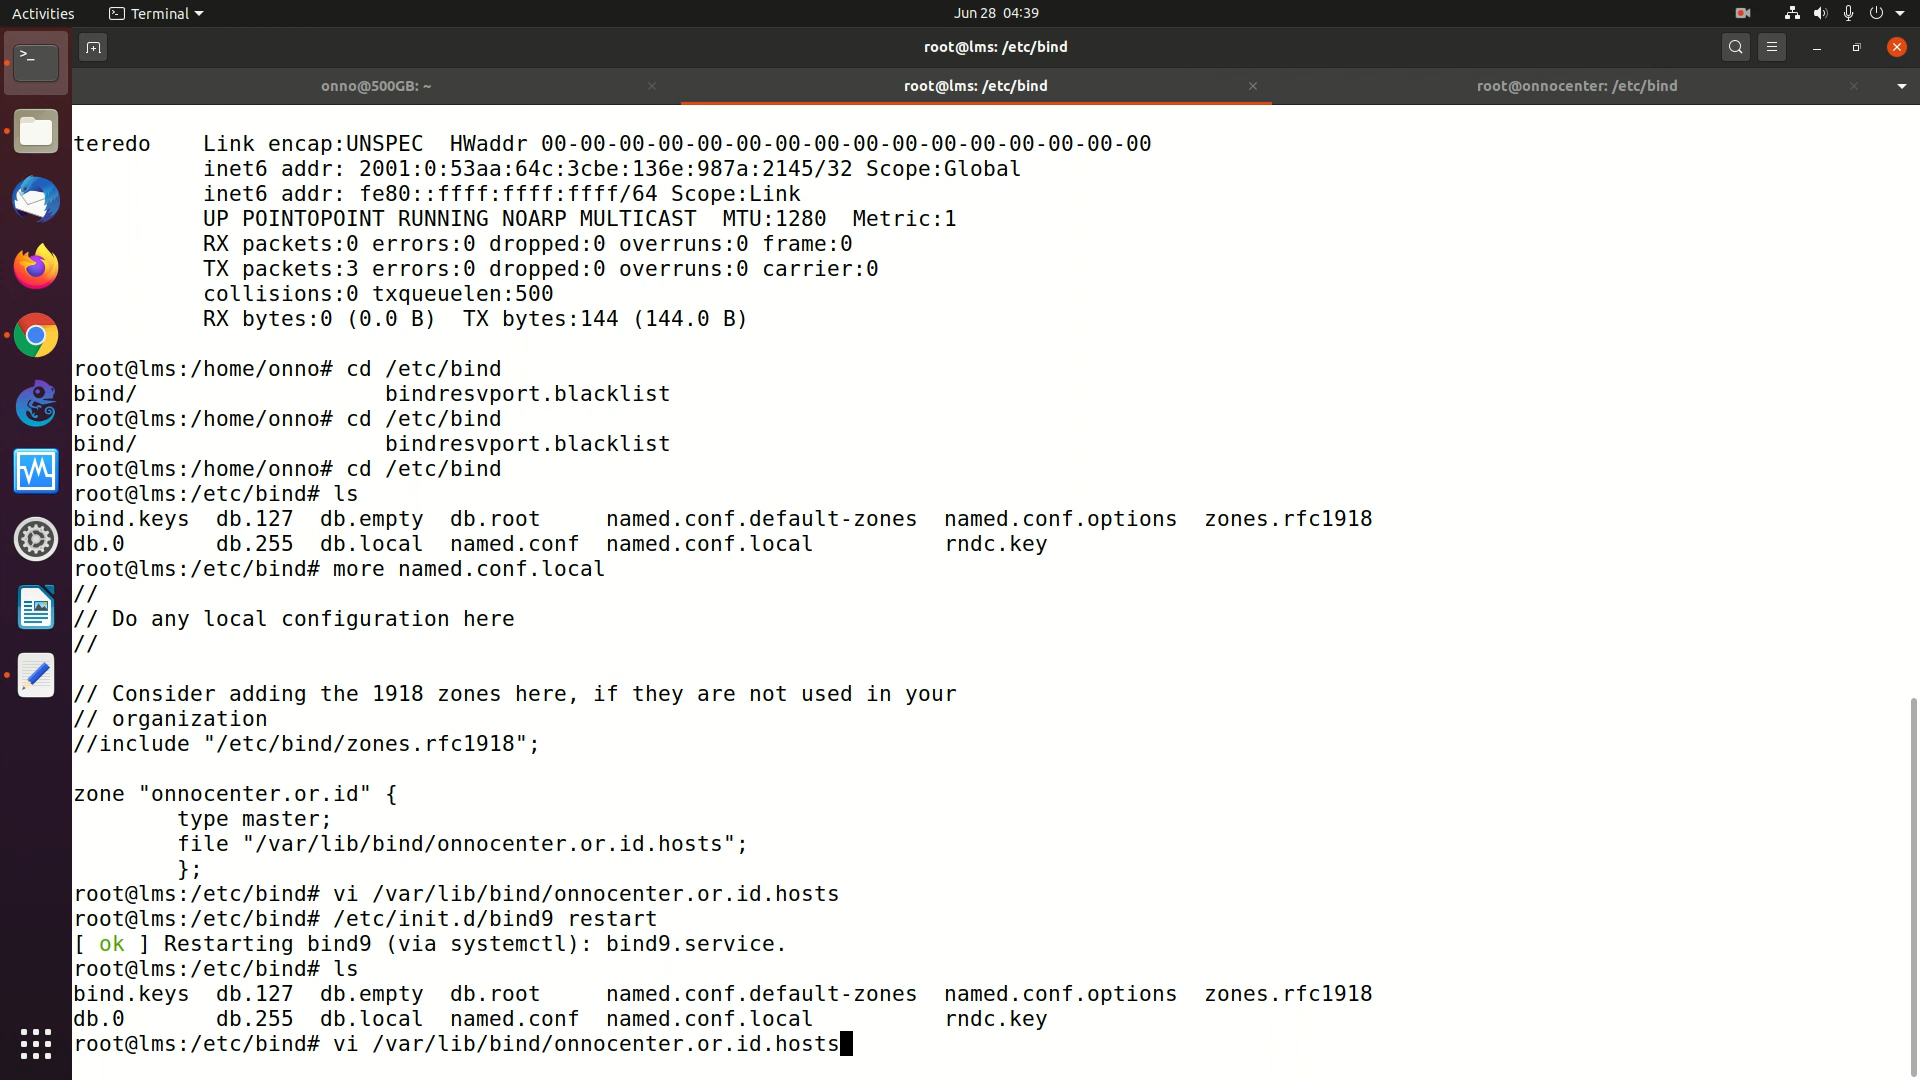 Activities
Terminal
Jun 28 04:39
root@lms: /etc/bind
onno@500GB: ~
root@lms: /etc/bind
root@onnocenter: /etc/bind
teredo    Link encap:UNSPEC  HWaddr 00-00-00-00-00-00-00-00-00-00-00-00-00-00-00-00
          inet6 addr: 2001:0:53aa:64c:3cbe:136e:987a:2145/32 Scope:Global
          inet6 addr: fe80::ffff:ffff:ffff/64 Scope:Link
          UP POINTOPOINT RUNNING NOARP MULTICAST  MTU:1280  Metric:1
          RX packets:0 errors:0 dropped:0 overruns:0 frame:0
          TX packets:3 errors:0 dropped:0 overruns:0 carrier:0
          collisions:0 txqueuelen:500
          RX bytes:0 (0.0 B)  TX bytes:144 (144.0 B)
root@lms:/home/onno# cd /etc/bind
bind/                   bindresvport.blacklist
root@lms:/home/onno# cd /etc/bind
bind/                   bindresvport.blacklist
root@lms:/home/onno# cd /etc/bind
root@lms:/etc/bind# ls
bind.keys  db.127  db.empty  db.root     named.conf.default-zones  named.conf.options  zones.rfc1918
db.0       db.255  db.local  named.conf  named.conf.local          rndc.key
root@lms:/etc/bind# more named.conf.local
//
// Do any local configuration here
//
// Consider adding the 1918 zones here, if they are not used in your
// organization
//include "/etc/bind/zones.rfc1918";
zone "onnocenter.or.id" {
        type master;
        file "/var/lib/bind/onnocenter.or.id.hosts";
        };
root@lms:/etc/bind# vi /var/lib/bind/onnocenter.or.id.hosts
root@lms:/etc/bind# /etc/init.d/bind9 restart
[ ok ] Restarting bind9 (via systemctl): bind9.service.
root@lms:/etc/bind# ls
bind.keys  db.127  db.empty  db.root     named.conf.default-zones  named.conf.options  zones.rfc1918
db.0       db.255  db.local  named.conf  named.conf.local          rndc.key
root@lms:/etc/bind# vi /var/lib/bind/onnocenter.or.id.hosts